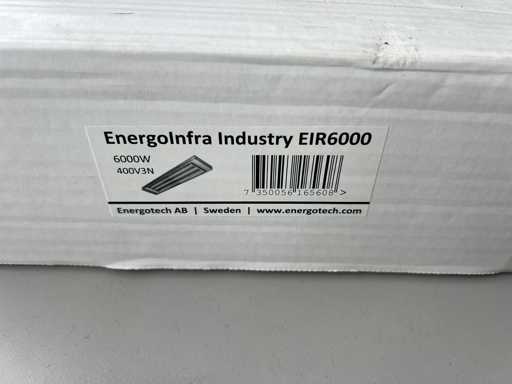 EnergoInfra Industry EIR6000
6000W
400V3N
7 350056 165608 >
Energotech AB | Sweden | www.energotech.com